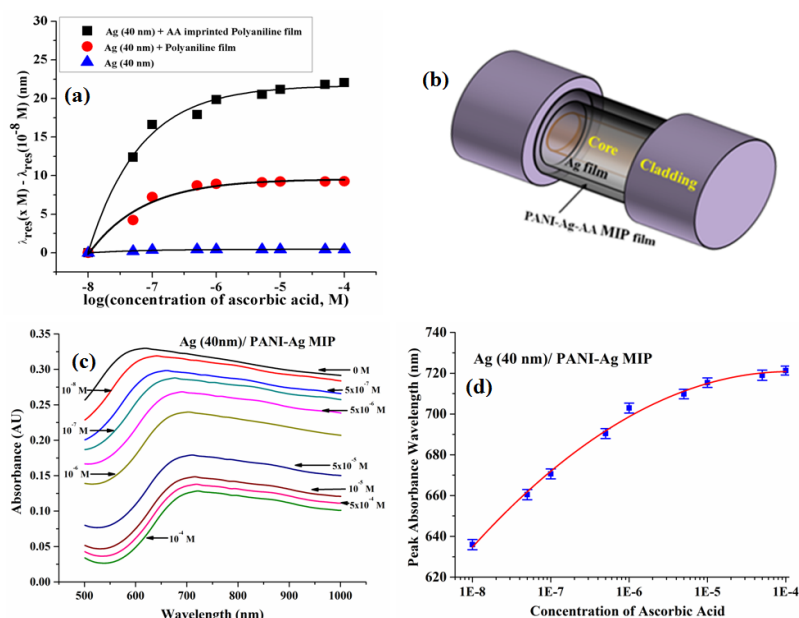 Ag (40 nm) + AA imprinted Polyaniline film
Ag (40 nm) + Polyaniline film
Ag (40 nm)
(a)
30
25
20
15
10
5
0
λres(x M) - λres(10-8 M) (nm)
-8 -7 -6 -5 -4
log(concentration of ascorbic acid, M)
(b)
Core
Ag film
Cladding
PANI-Ag-AA MIP film
(c)
Ag (40nm)/ PANI-Ag MIP
0.35
0.30
0.25
0.20
0.15
0.10
0.05
0.00
Absorbance (AU)
0 M
10-8 M
5x10-7 M
5x10-6 M
10-7 M
10-6 M
5x10-5 M
10-5 M
5x10-4 M
10-4 M
500 600 700 800 900 1000
Wavelength (nm)
Ag (40 nm)/ PANI-Ag MIP
(d)
740
720
700
680
660
640
620
Peak Absorbance Wavelength (nm)
1E-8 1E-7 1E-6 1E-5 1E-4
Concentration of Ascorbic Acid